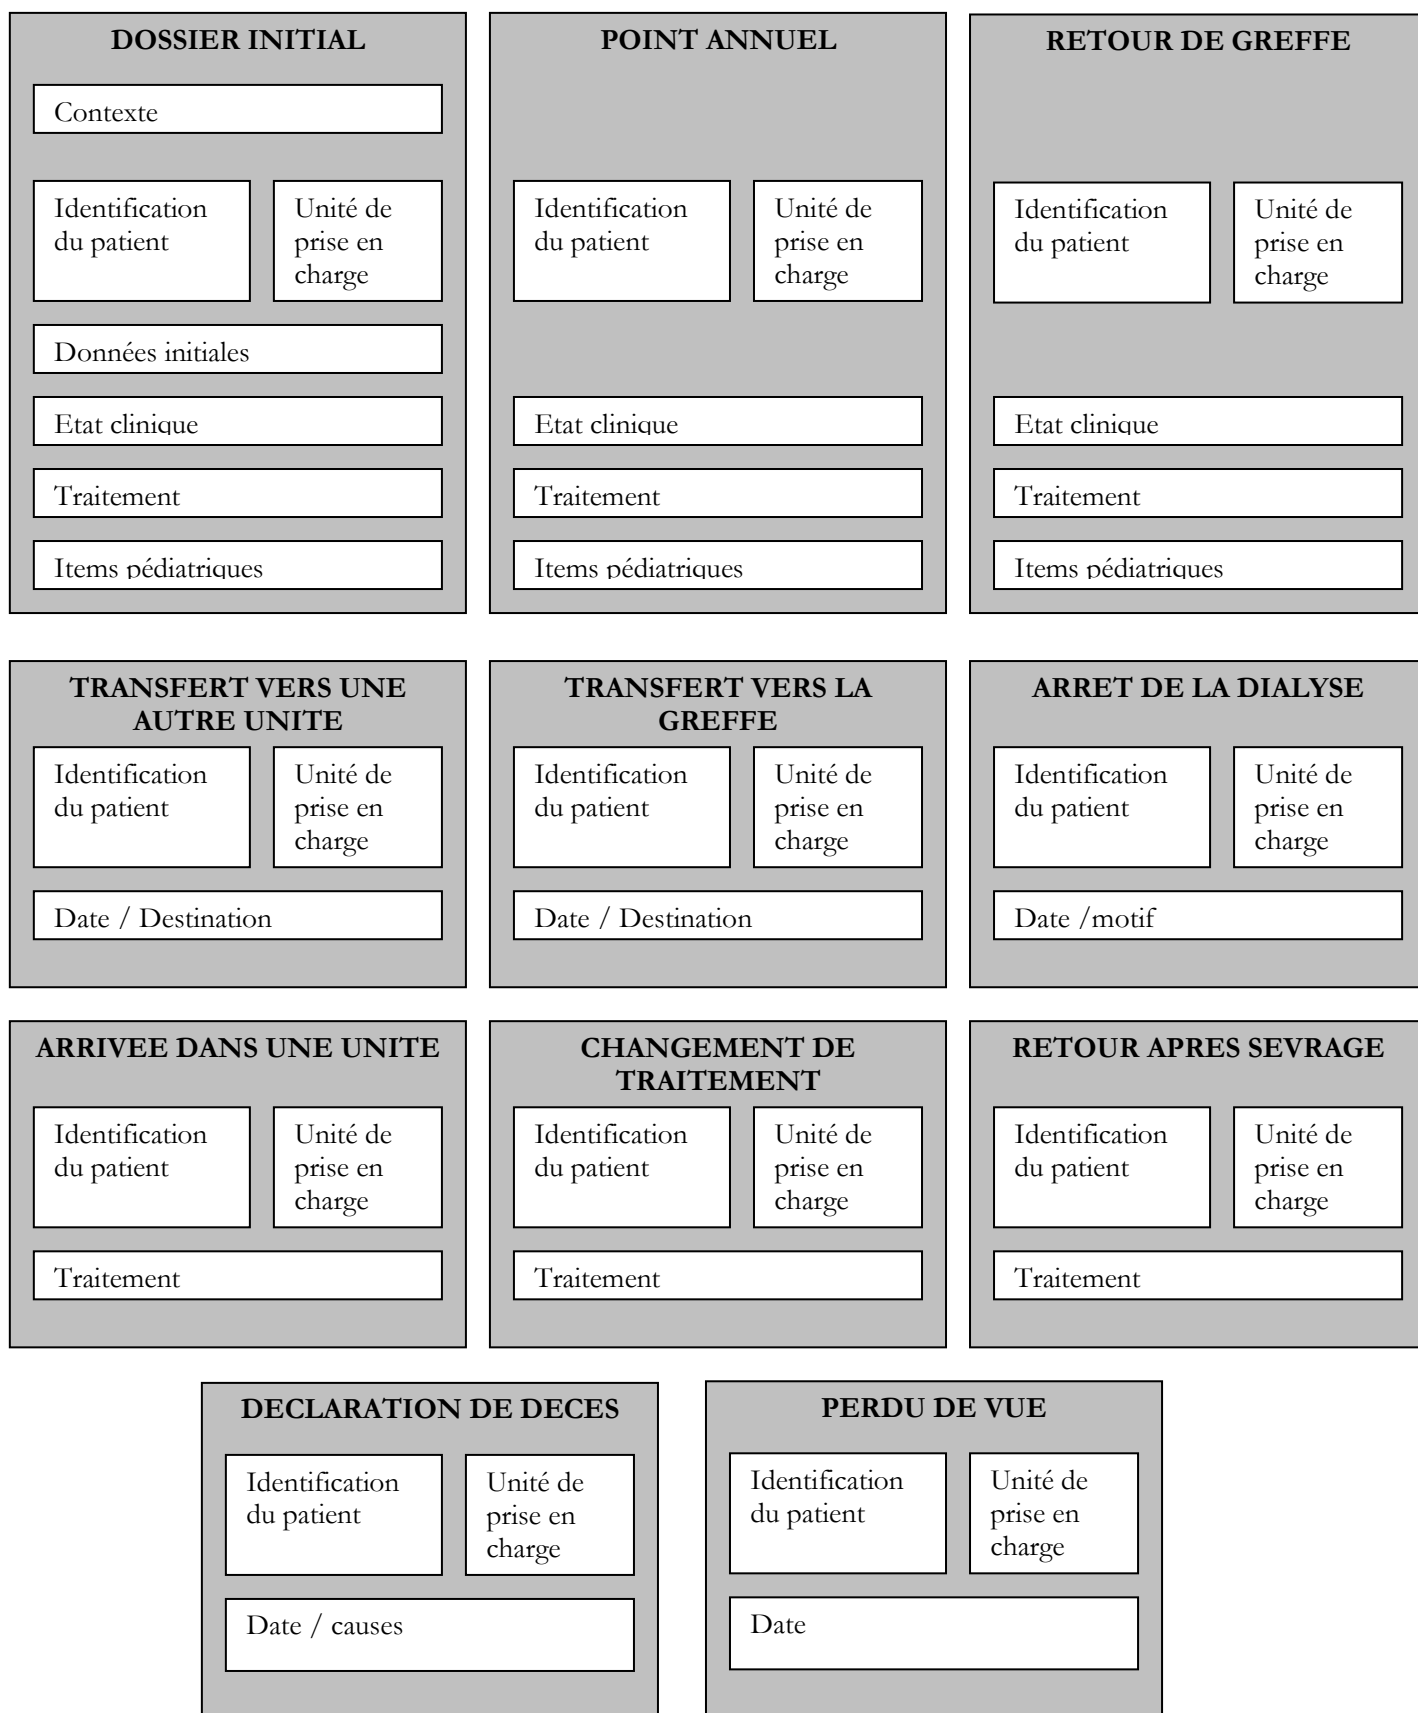 DOSSIER INITIAL
Contexte
Identification
du patient
Unité de
prise en
charge
Données initiales
Etat clinique
Traitement
Items pédiatriques
POINT ANNUEL
Identification
du patient
Unité de
prise en
charge
Etat clinique
Traitement
Items pédiatriques
RETOUR DE GREFFE
Identification
du patient
Unité de
prise en
charge
Etat clinique
Traitement
Items pédiatriques
TRANSFERT VERS UNE
AUTRE UNITE
Identification
du patient
Unité de
prise en
charge
Date / Destination
TRANSFERT VERS LA
GREFFE
Identification
du patient
Unité de
prise en
charge
Date / Destination
ARRET DE LA DIALYSE
Identification
du patient
Unité de
prise en
charge
Date /motif
ARRIVEE DANS UNE UNITE
Identification
du patient
Unité de
prise en
charge
Traitement
CHANGEMENT DE
TRAITEMENT
Identification
du patient
Unité de
prise en
charge
Traitement
RETOUR APRES SEVRAGE
Identification
du patient
Unité de
prise en
charge
Traitement
DECLARATION DE DECES
Identification
du patient
Unité de
prise en
charge
Date / causes
PERDU DE VUE
Identification
du patient
Unité de
prise en
charge
Date